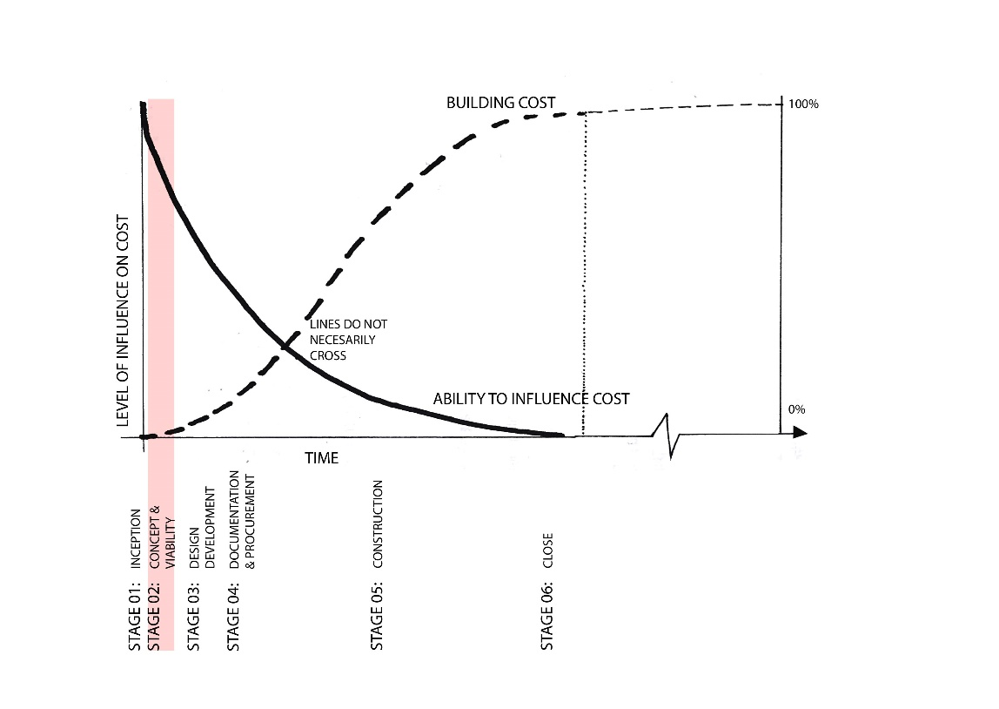 BUILDING COST
100%
LEVEL OF INFLUENCE ON COST
LINES DO NOT
NECESARILY
CROSS
ABILITY TO INFLUENCE COST
0%
TIME
STAGE 01: INCEPTION
STAGE 02: CONCEPT &
VIABILITY
STAGE 03: DESIGN
DEVELOPMENT
STAGE 04: DOCUMENTATION
& PROCUREMENT
STAGE 05: CONSTRUCTION
STAGE 06: CLOSE